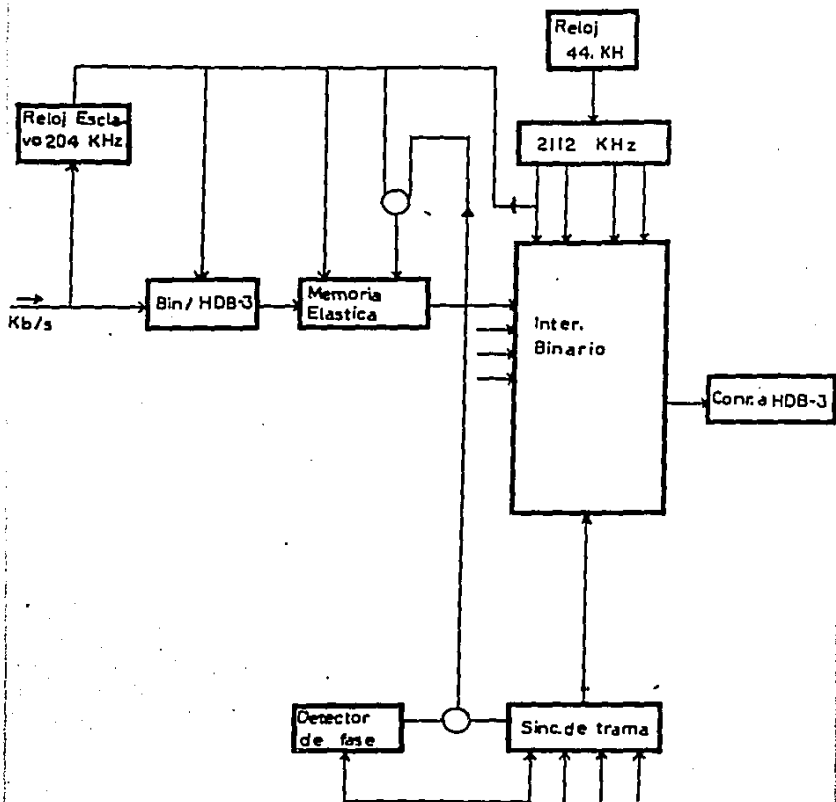 Reloj
44. KH
Reloj Escla-
vo 204 KHz.
2112 KHz
Kb/s
Bin/ HDB-3
Memoria
Elastica
Inter.
Binario
Conr. a HDB-3
Detector
de fase
Sinc. de trama